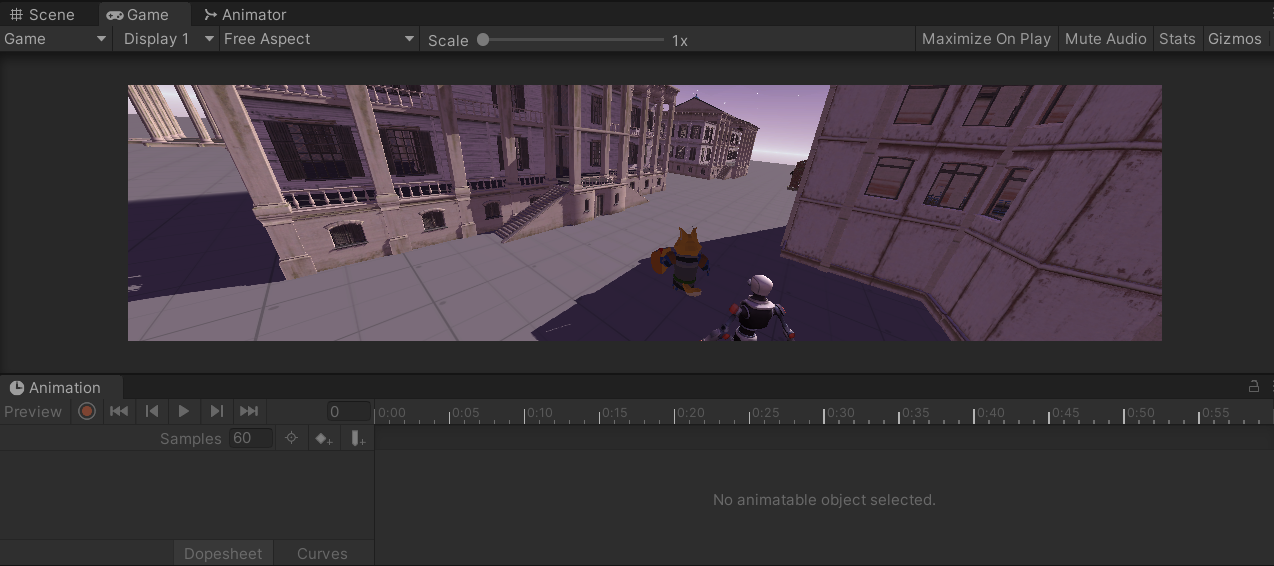 Scene Game Animator
Game Display 1 Free Aspect Scale 1x Maximize On Play Mute Audio Stats Gizmos
Animation
Preview 0 0:00 0:05 0:10 0:15 0:20 0:25 0:30 0:35 0:40 0:45 0:50 0:55
Samples 60
No animatable object selected.
Dopesheet Curves